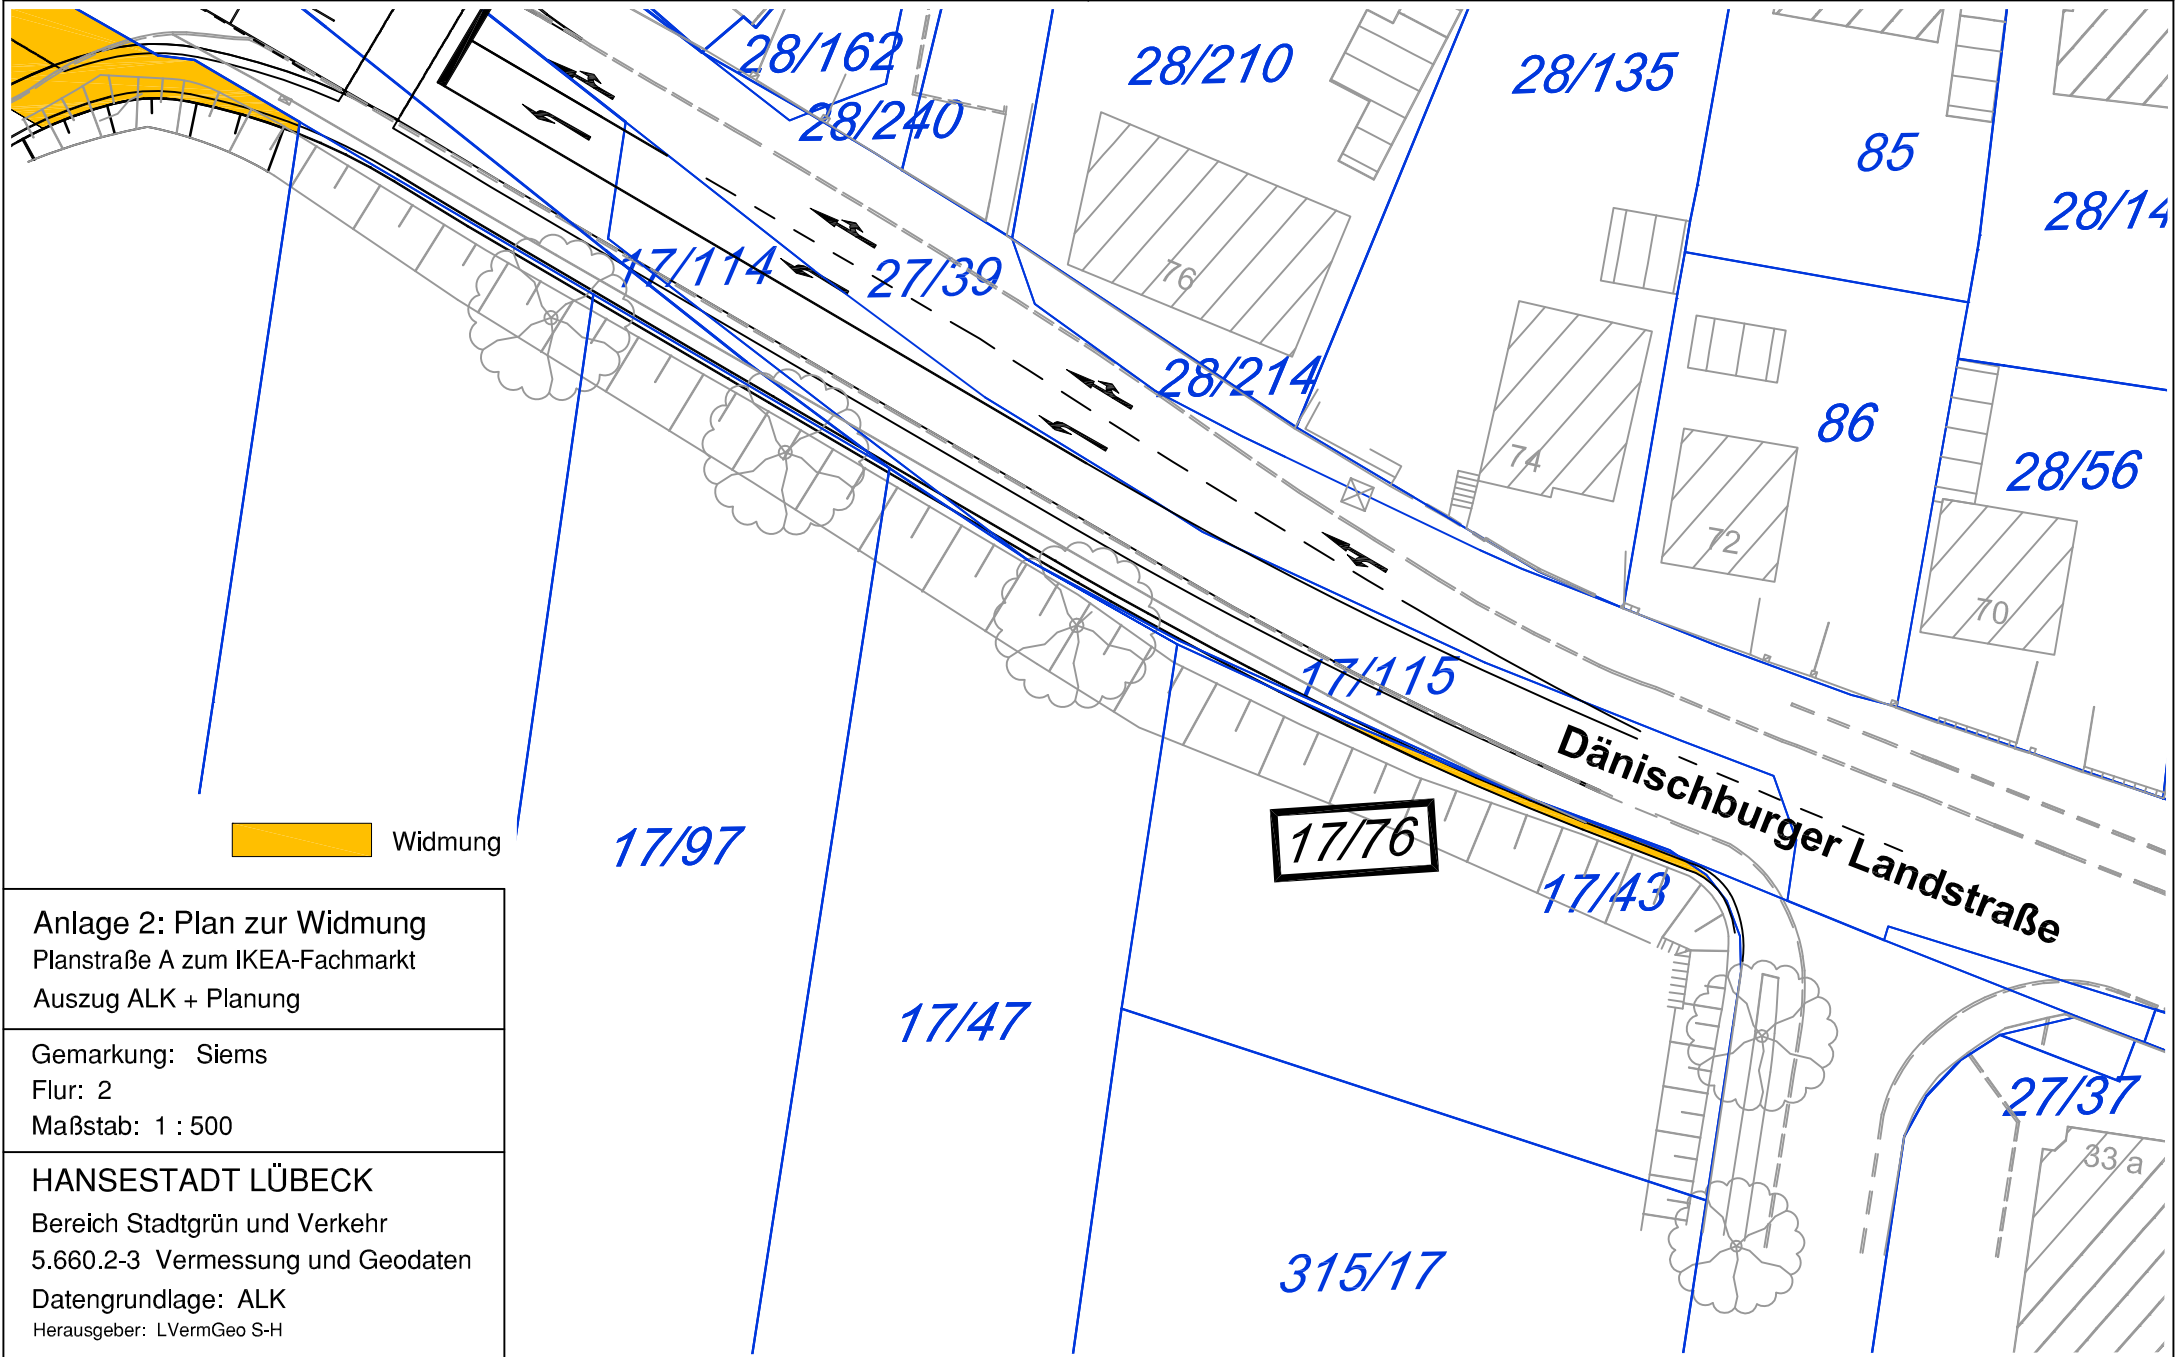 28/162
28/210
28/135
28/240
85
28/14
17/114
27/39
76
28/214
86
74
28/56
72
70
17/115
Dänischburger Landstraße
Widmung
17/97
17/76
17/43
Anlage 2: Plan zur Widmung
Planstraße A zum IKEA-Fachmarkt
Auszug ALK + Planung
17/47
Gemarkung: Siems
Flur: 2
Maßstab: 1 : 500
27/37
33 a
HANSESTADT LÜBECK
Bereich Stadtgrün und Verkehr
5.660.2-3 Vermessung und Geodaten
315/17
Datengrundlage: ALK
Herausgeber: LVermGeo S-H